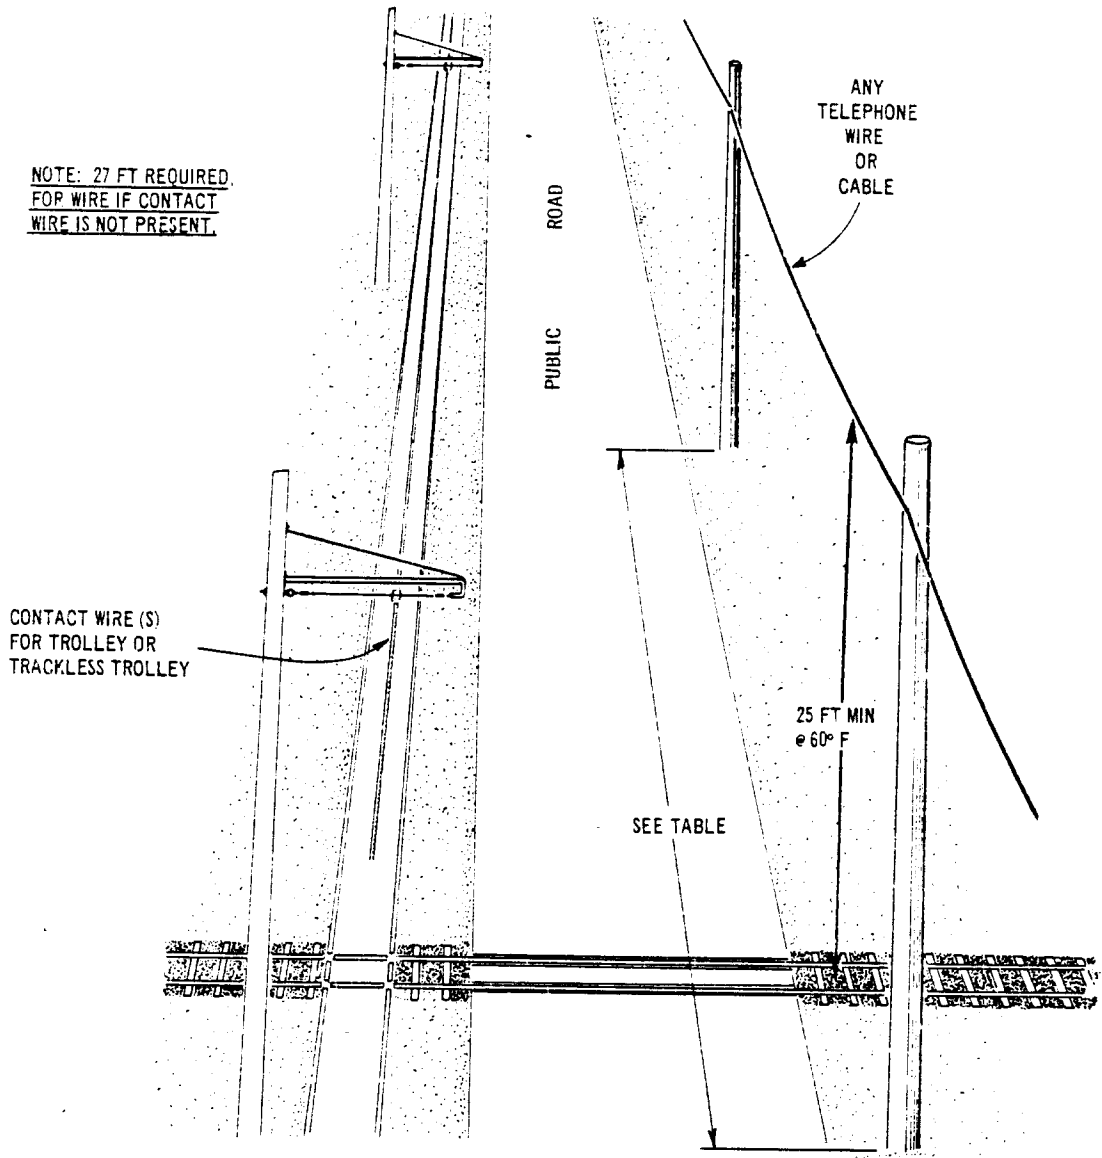 ANY
TELEPHONE
WIRE
OR
CABLE
NOTE: 27 FT REQUIRED
FOR WIRE IF CONTACT
WIRE IS NOT PRESENT.
PUBLIC ROAD
CONTACT WIRE (S)
FOR TROLLEY OR
TRACKLESS TROLLEY
25 FT MIN
@ 60° F
SEE TABLE